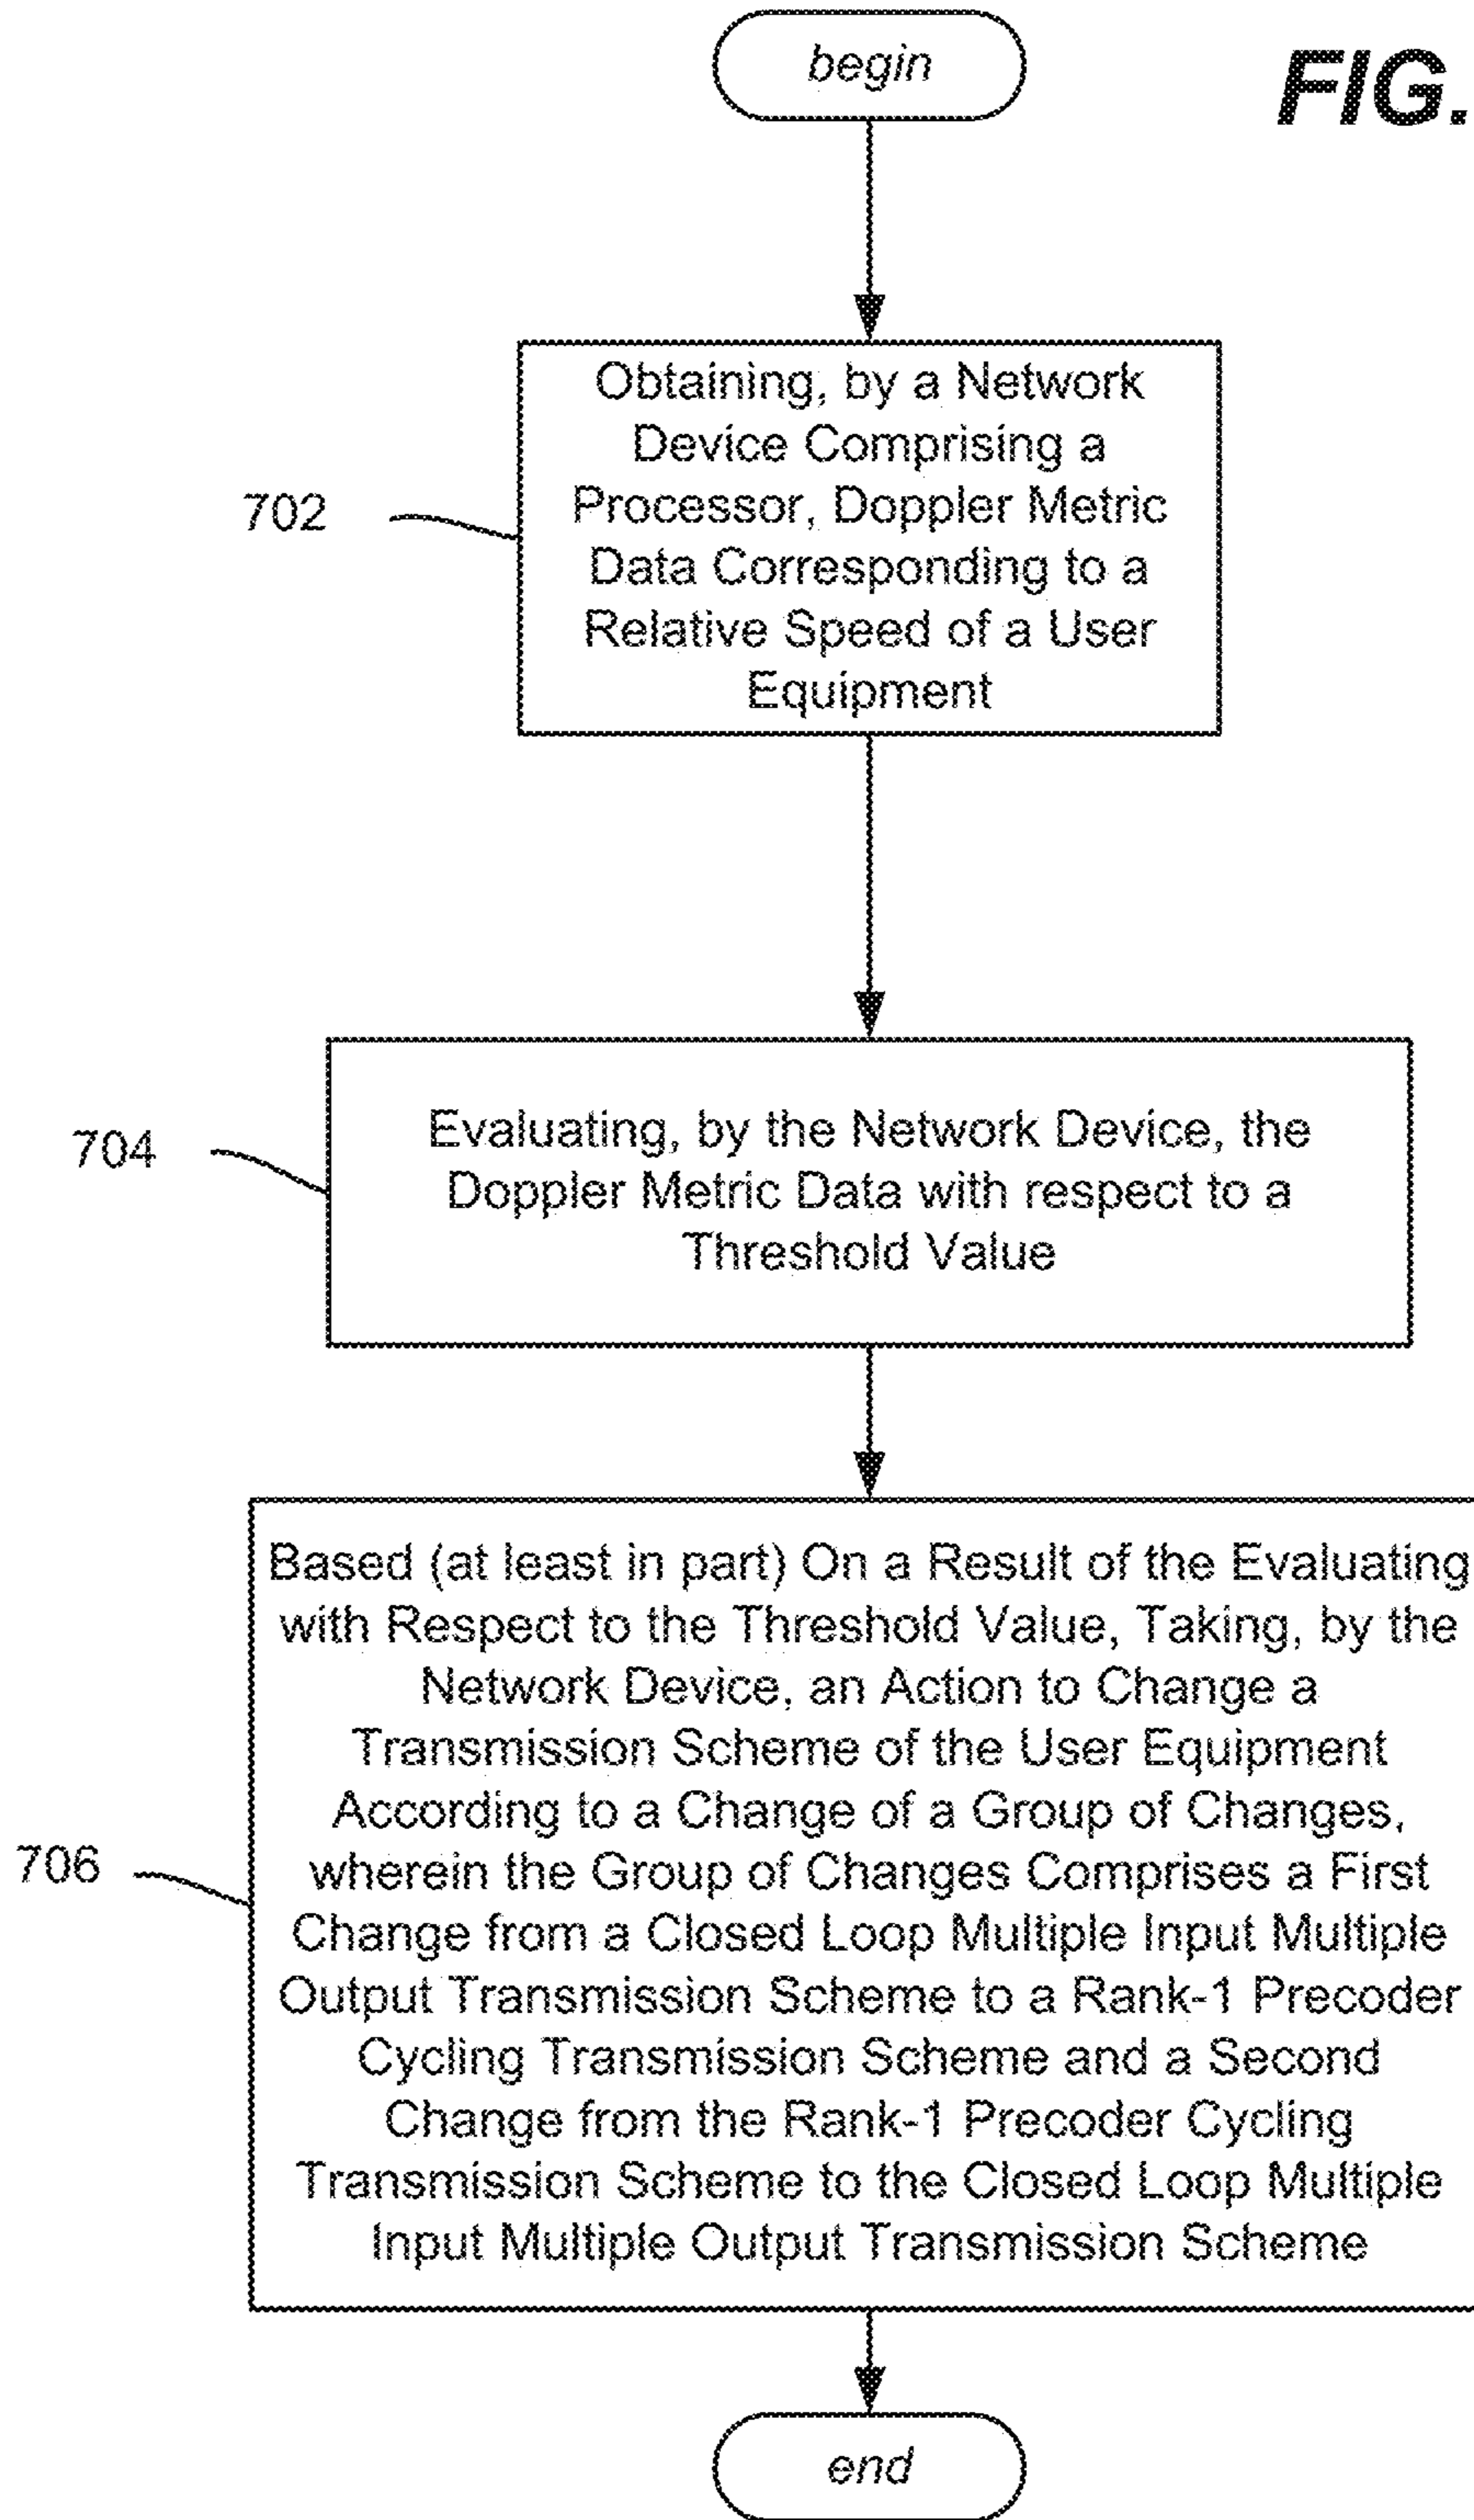 begin
FIG.
Obtaining, by a Network
Device Comprising a
Processor, Doppler Metric
Data Corresponding to a
Relative Speed of a User
Equipment
702
Evaluating, by the Network Device, the
Doppler Metric Data with respect to a
Threshold Value
704
Based (at least in part) On a Result of the Evaluating
with Respect to the Threshold Value, Taking, by the
Network Device, an Action to Change a
Transmission Scheme of the User Equipment
According to a Change of a Group of Changes,
wherein the Group of Changes Comprises a First
Change from a Closed Loop Multiple Input Multiple
Output Transmission Scheme to a Rank-1 Precoder
Cycling Transmission Scheme and a Second
Change from the Rank-1 Precoder Cycling
Transmission Scheme to the Closed Loop Multiple
Input Multiple Output Transmission Scheme
706
end